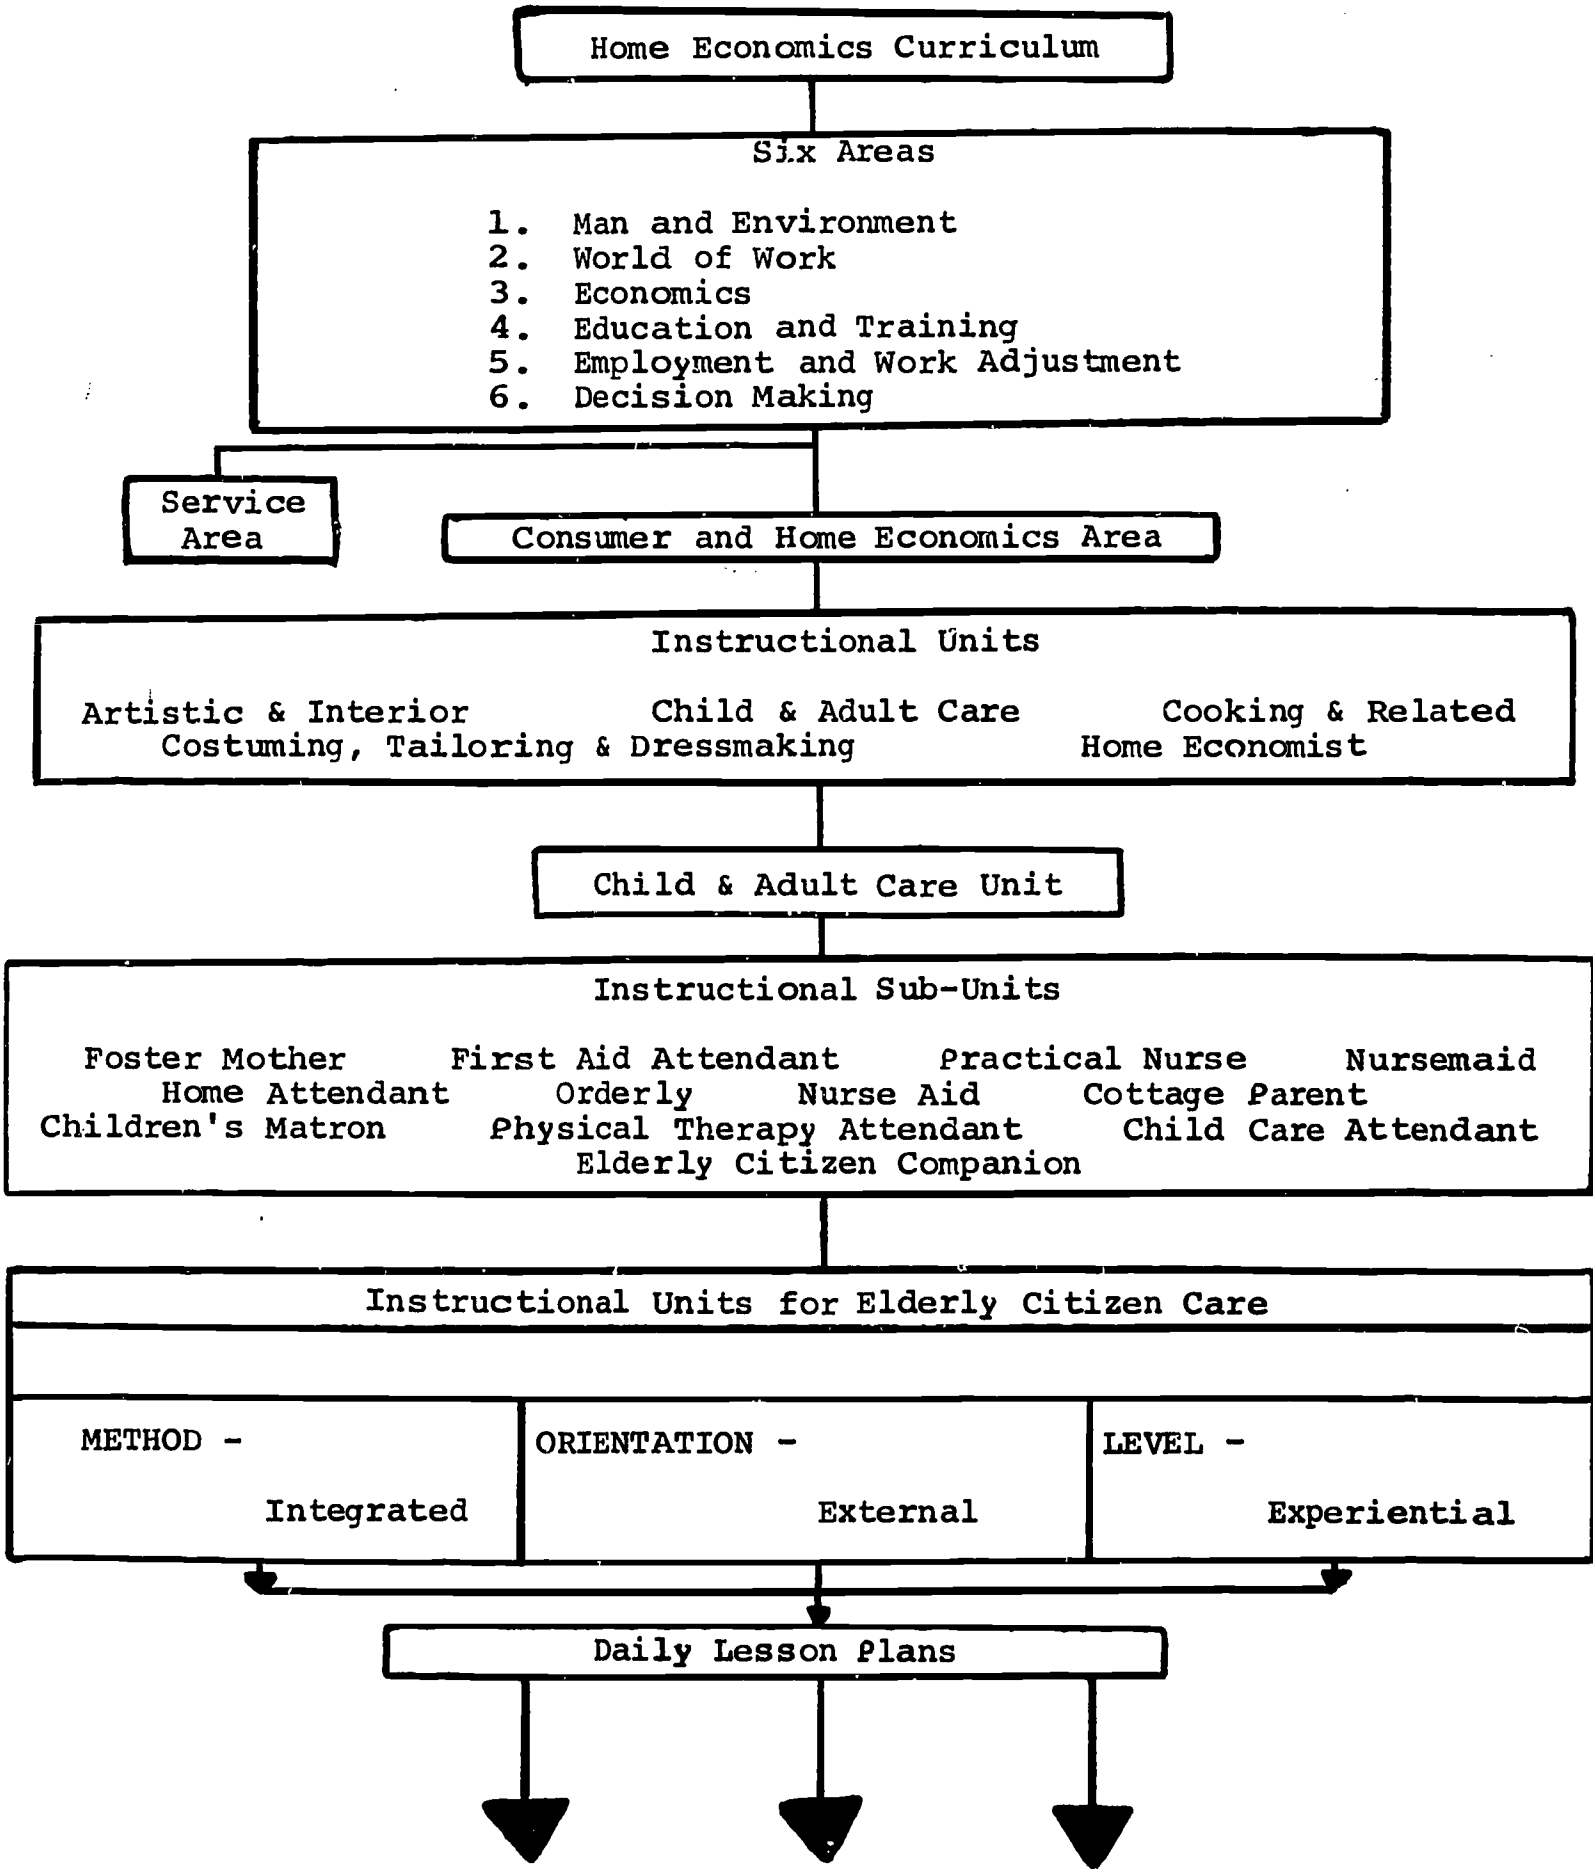 Home Economics Curriculum
Six Areas
1. Man and Environment
2. World of Work
3. Economics
4. Education and Training
5. Employment and Work Adjustment
6. Decision Making
Service
Area
Consumer and Home Economics Area
Instructional Units
Artistic & Interior Child & Adult Care Cooking & Related
Costuming, Tailoring & Dressmaking Home Economist
Child & Adult Care Unit
Instructional Sub-Units
Foster Mother First Aid Attendant Practical Nurse Nursemaid
Home Attendant Orderly Nurse Aid Cottage Parent
Children's Matron Physical Therapy Attendant Child Care Attendant
Elderly Citizen Companion
Instructional Units for Elderly Citizen Care
METHOD -
Integrated
ORIENTATION -
External
LEVEL -
Experiential
Daily Lesson Plans